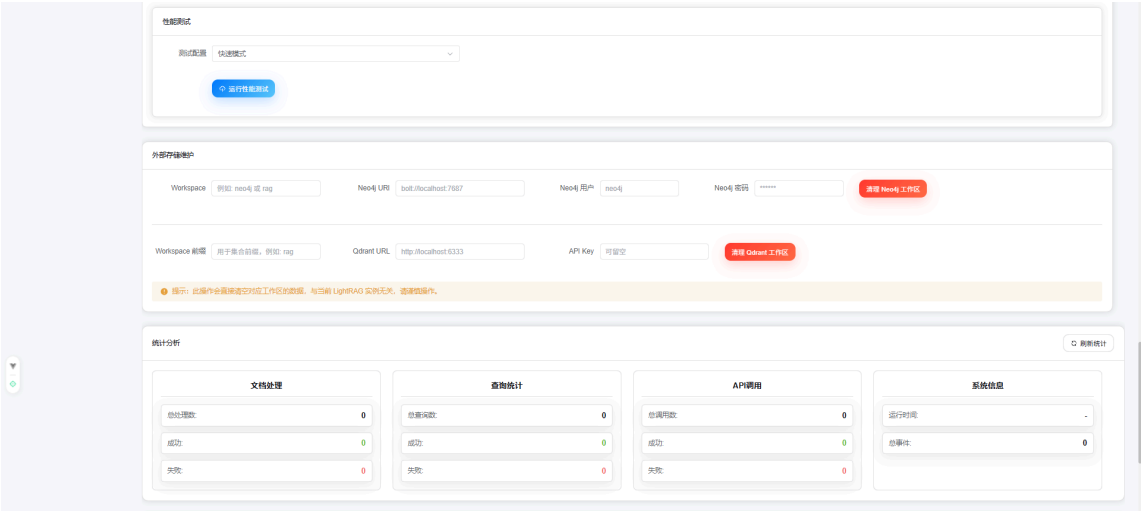 性能测试
测试配置 快速模式
运行性能测试
外部存储维护
Workspace 例如: neo4j 或 rag Neo4j URI bolt://localhost:7687 Neo4j 用户 neo4j Neo4j 密码 ****** 清理 Neo4j 工作区
Workspace 前缀 用于集合前缀，例如: rag Qdrant URL http://localhost:6333 API Key 可留空 清理 Qdrant 工作区
提示：此操作会直接清空对应工作区的数据，与当前 LightRAG 实例无关，请谨慎操作。
统计分析 刷新统计
文档处理 查询统计 API调用 系统信息
总处理数: 0 总查询数: 0 总调用数: 0 运行时间: -
成功: 0 成功: 0 成功: 0 总事件: 0
失败: 0 失败: 0 失败: 0